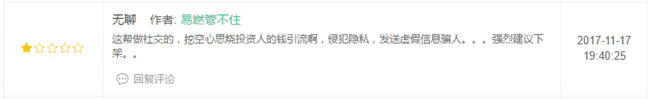 无聊 作者: 易燃管不住
这帮做社交的，挖空心思烧投资人的钱引流啊，侵犯隐私，发送虚假信息骗人。。。强烈建议下
架。。
回复评论
2017-11-17
19:40:25